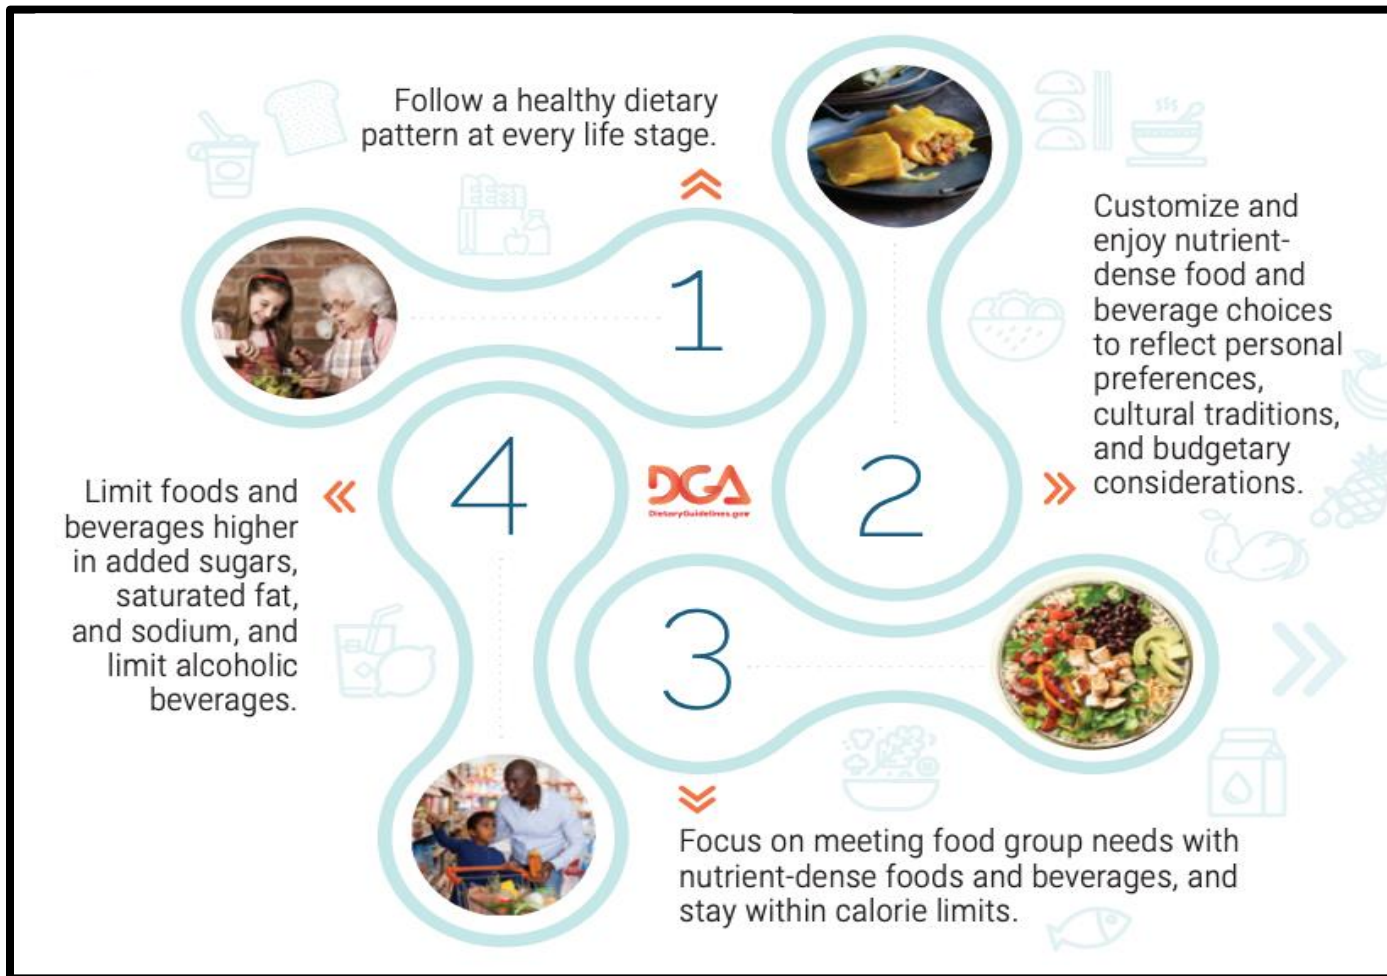 Follow a healthy dietary
pattern at every life stage.
1
Customize and
enjoy nutrient-
dense food and
beverage choices
to reflect personal
preferences,
cultural traditions,
and budgetary
considerations.
2
3
Focus on meeting food group needs with
nutrient-dense foods and beverages, and
stay within calorie limits.
4
Limit foods and
beverages higher
in added sugars,
saturated fat,
and sodium, and
limit alcoholic
beverages.
DGA
DietaryGuidelines.gov